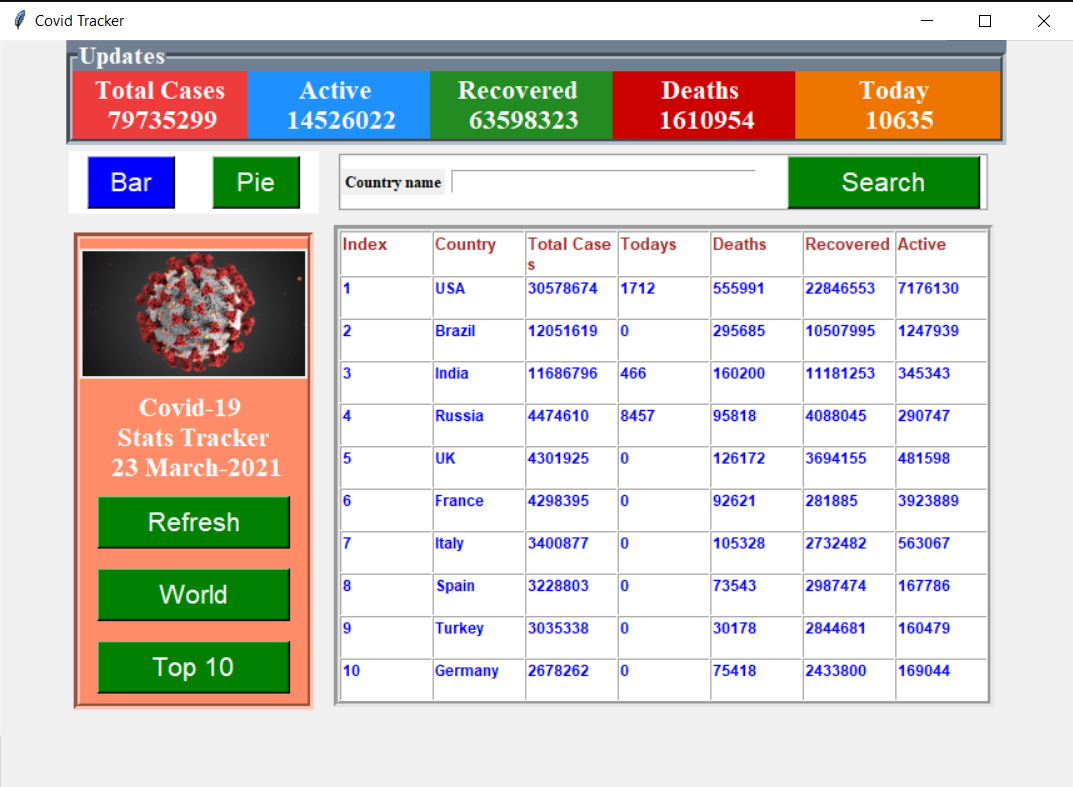 Covid Tracker
Updates
Total Cases Active Recovered Deaths Today
79735299 14526022 63598323 1610954 10635
Bar Pie Country name Search
Index Country Total Case Todays Deaths Recovered Active
s
1 USA 30578674 1712 555991 22846553 7176130
2 Brazil 12051619 0 295685 10507995 1247939
3 India 11686796 466 160200 11181253 345343
4 Russia 4474610 8457 95818 4088045 290747
5 UK 4301925 0 126172 3694155 481598
6 France 4298395 0 92621 281885 3923889
7 Italy 3400877 0 105328 2732482 563067
8 Spain 3228803 0 73543 2987474 167786
9 Turkey 3035338 0 30178 2844681 160479
10 Germany 2678262 0 75418 2433800 169044
Covid-19
Stats Tracker
23 March-2021
Refresh
World
Top 10